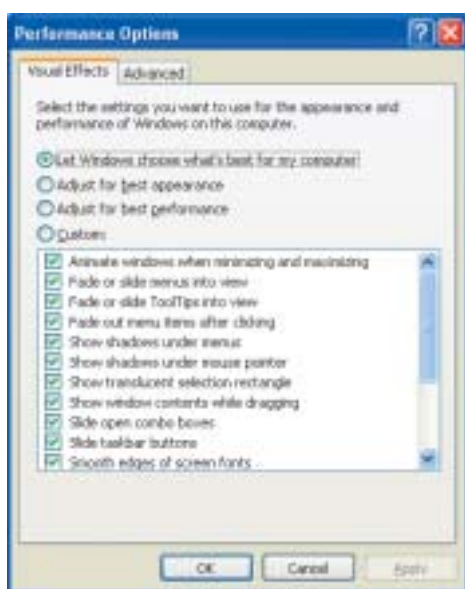 Performance Options
Visual Effects
Advanced
Select the settings you want to use for the appearance and
performance of Windows on this computer.
Let Windows choose what's best for my computer
Adjust for best appearance
Adjust for best performance
Custom:
Animate windows when minimizing and maximizing
Fade or slide menus into view
Fade or slide ToolTips into view
Fade out menu items after clicking
Show shadows under menus
Show shadows under mouse pointer
Show translucent selection rectangle
Show window contents while dragging
Slide open combo boxes
Slide taskbar buttons
Smooth edges of screen fonts
OK
Cancel
Apply